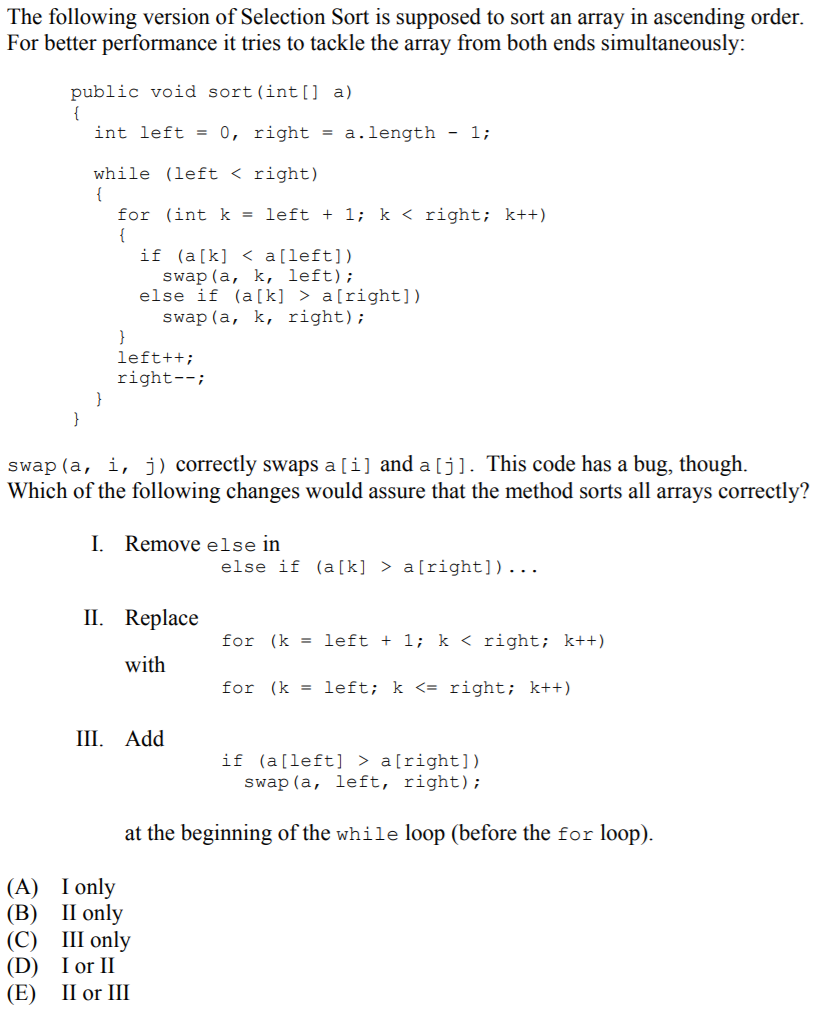 The following version of Selection Sort is supposed to sort an array in ascending order.
For better performance it tries to tackle the array from both ends simultaneously:
public void sort(int[] a)
{
int left = 0, right = a.length - 1;
while (left < right)
{
for (int k = left + 1; k < right; k++)
{
if (a[k] < a[left])
swap(a, k, left);
else if (a[k] > a[right])
swap(a, k, right);
}
left++;
right--;
}
}
swap(a, i, j) correctly swaps a[i] and a[j]. This code has a bug, though.
Which of the following changes would assure that the method sorts all arrays correctly?
I. Remove else in
else if (a[k] > a[right])...
II. Replace
for (k = left + 1; k < right; k++)
with
for (k = left; k <= right; k++)
III. Add
if (a[left] > a[right])
swap(a, left, right);
at the beginning of the while loop (before the for loop).
(A) I only
(B) II only
(C) III only
(D) I or II
(E) II or III